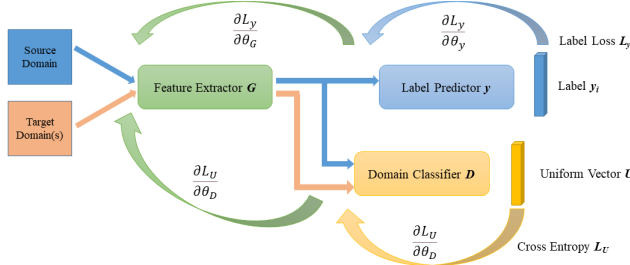 ∂L_y
∂θ_G
∂L_y
∂θ_y
Label Loss L_y
Source
Domain
Feature Extractor G
Label Predictor y
Label y_i
Target
Domain(s)
∂L_U
∂θ_D
Domain Classifier D
Uniform Vector U
∂L_U
∂θ_D
Cross Entropy L_U